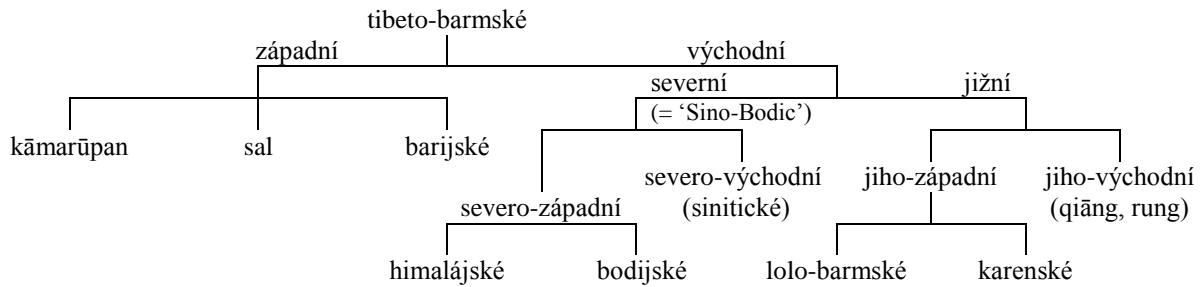 tibeto-barmské
západní východní
severní jižní
(= ‘Sino-Bodic’)
kāmarūpan sal barijské
severo-východní jiho-západní jiho-východní
(sinitické) (qiāng, rung)
severo-západní
himalájské bodijské lolo-barmské karenské